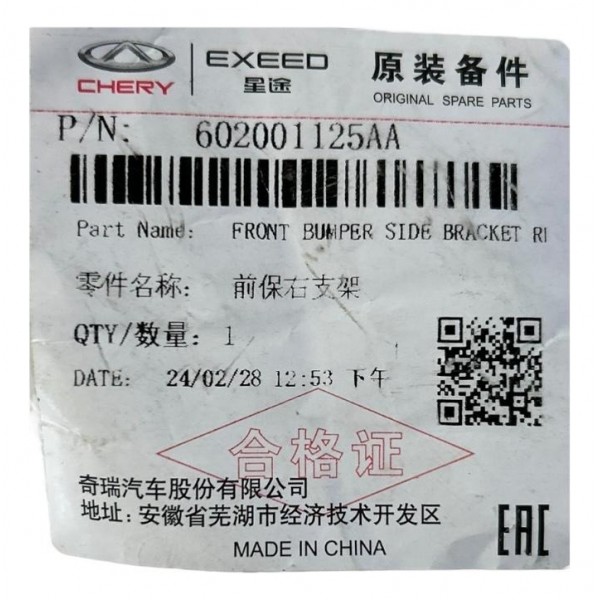 CHERY EXEED 星途 原装备件
ORIGINAL SPARE PARTS
P/N: 602001125AA
Part Name: FRONT BUMPER SIDE BRACKET RI
零件名称: 前保右支架
QTY/数量: 1
DATE: 24/02/28 12:53 下午
合格证
奇瑞汽车股份有限公司
地址: 安徽省芜湖市经济技术开发区
MADE IN CHINA
EAC